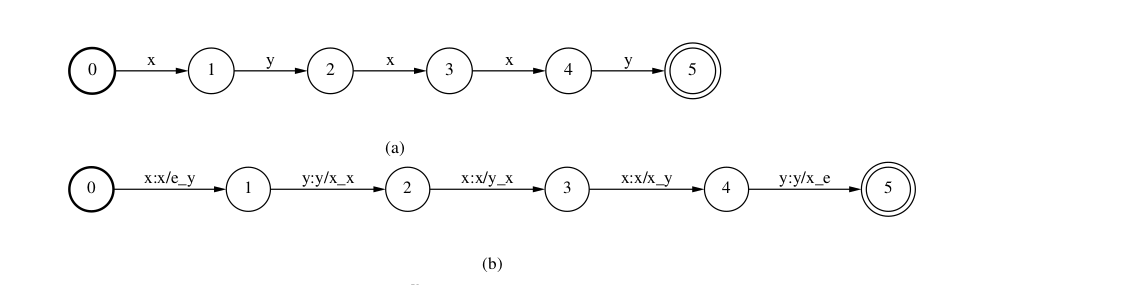 x y x x y
0 1 2 3 4 5
(a)
x:x/e_y y:y/x_x x:x/y_x x:x/x_y y:y/x_e
0 1 2 3 4 5
(b)